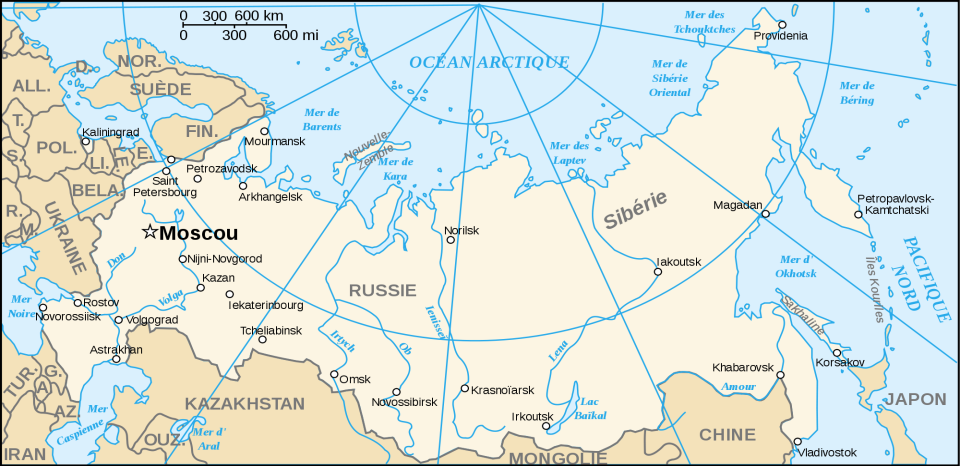 0 300 600 km
0 300 600 mi
OCÉAN ARCTIQUE
Mer des
Tchouktches
Providenia
Mer de
Sibérie
Oriental
Mer de
Béring
NOR.
D.
SUÈDE
ALL.
FIN.
T.
POL.
Kaliningrad
LI.
E.
E.
S.
BELA.
R.
M.
UKRAINE
Mer de
Barents
Mourmansk
Nouvelle
Zemble
Mer de
Kara
Mer des
Laptev
Petrozavodsk
Saint
Petersbourg
Arkhangelsk
Moscou
Norilsk
Sibérie
Magadan
Petropavlovsk-
Kamtchatski
Nijni-Novgorod
Don
Kazan
Volga
Iekaterinbourg
RUSSIE
Iakoutsk
Mer d'
Okhotsk
Iles Kouriles
PACIFIQUE
NORD
Mer
Noire
Rostov
Novorossiisk
Volgograd
Tcheliabinsk
Ienisseï
Irtych
Ob
Lena
Sakhaline
Astrakhan
Omsk
Novossibirsk
Krasnoïarsk
Irkoutsk
Lac
Baïkal
Khabarovsk
Amour
Korsakov
JAPON
TUR.
G.
A.
AZ.
Mer
Caspienne
KAZAKHSTAN
OUZ.
Mer d'
Aral
IRAN
MONGOLIE
CHINE
Vladivostok